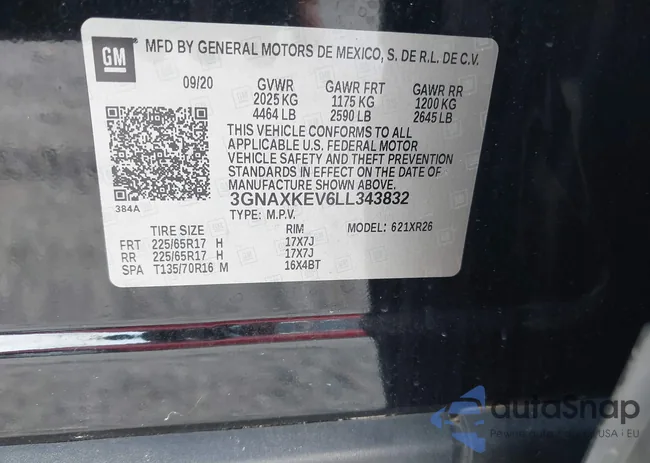 GM
MFD BY GENERAL MOTORS DE MEXICO, S. DE R.L. DE C.V.
09/20 GVWR GAWR FRT GAWR RR
2025 KG 1175 KG 1200 KG
4464 LB 2590 LB 2645 LB
THIS VEHICLE CONFORMS TO ALL
APPLICABLE U.S. FEDERAL MOTOR
VEHICLE SAFETY AND THEFT PREVENTION
STANDARDS IN EFFECT ON THE DATE OF
MANUFACTURE SHOWN ABOVE.
384A 3GNAXKEV6LL343832
TYPE: M.P.V. MODEL: 621XR26
TIRE SIZE RIM
FRT 225/65R17 H 17X7J
RR 225/65R17 H 17X7J
SPA T135/70R16 M 16X4BT
autoSnap
USA • EU